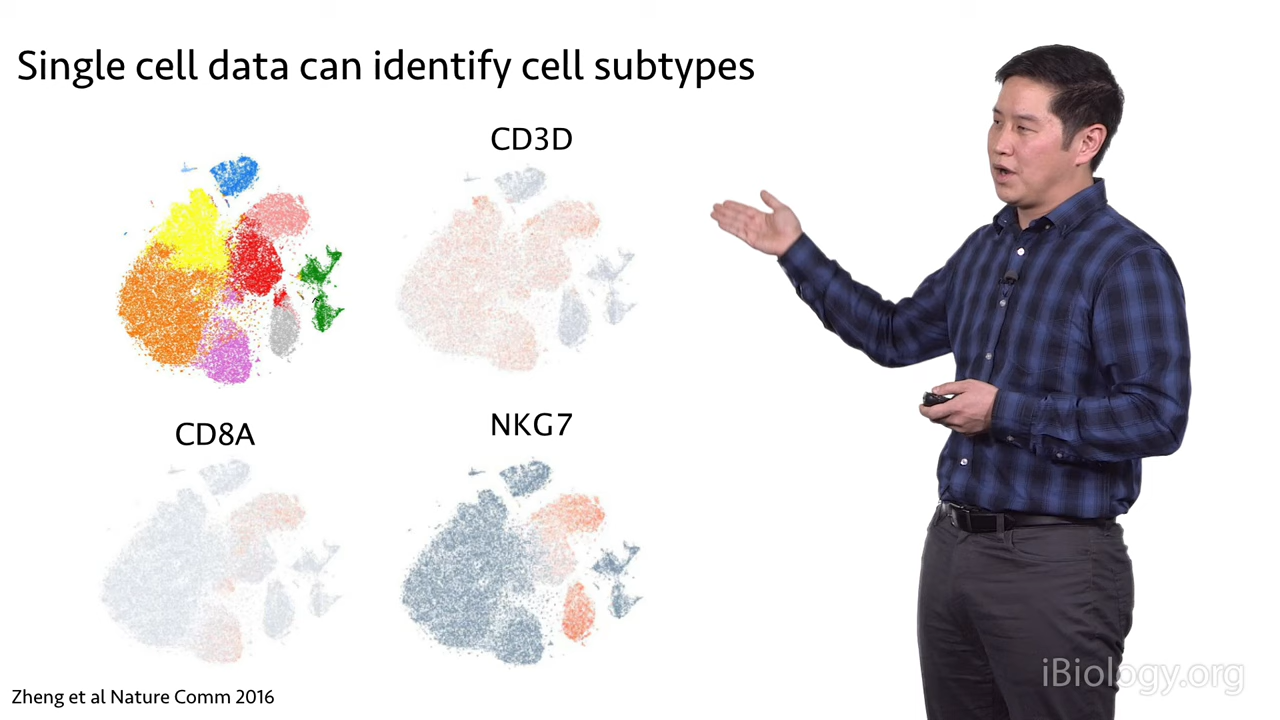 Single cell data can identify cell subtypes
CD3D
CD8A
NKG7
Zheng et al Nature Comm 2016
iBiology.org